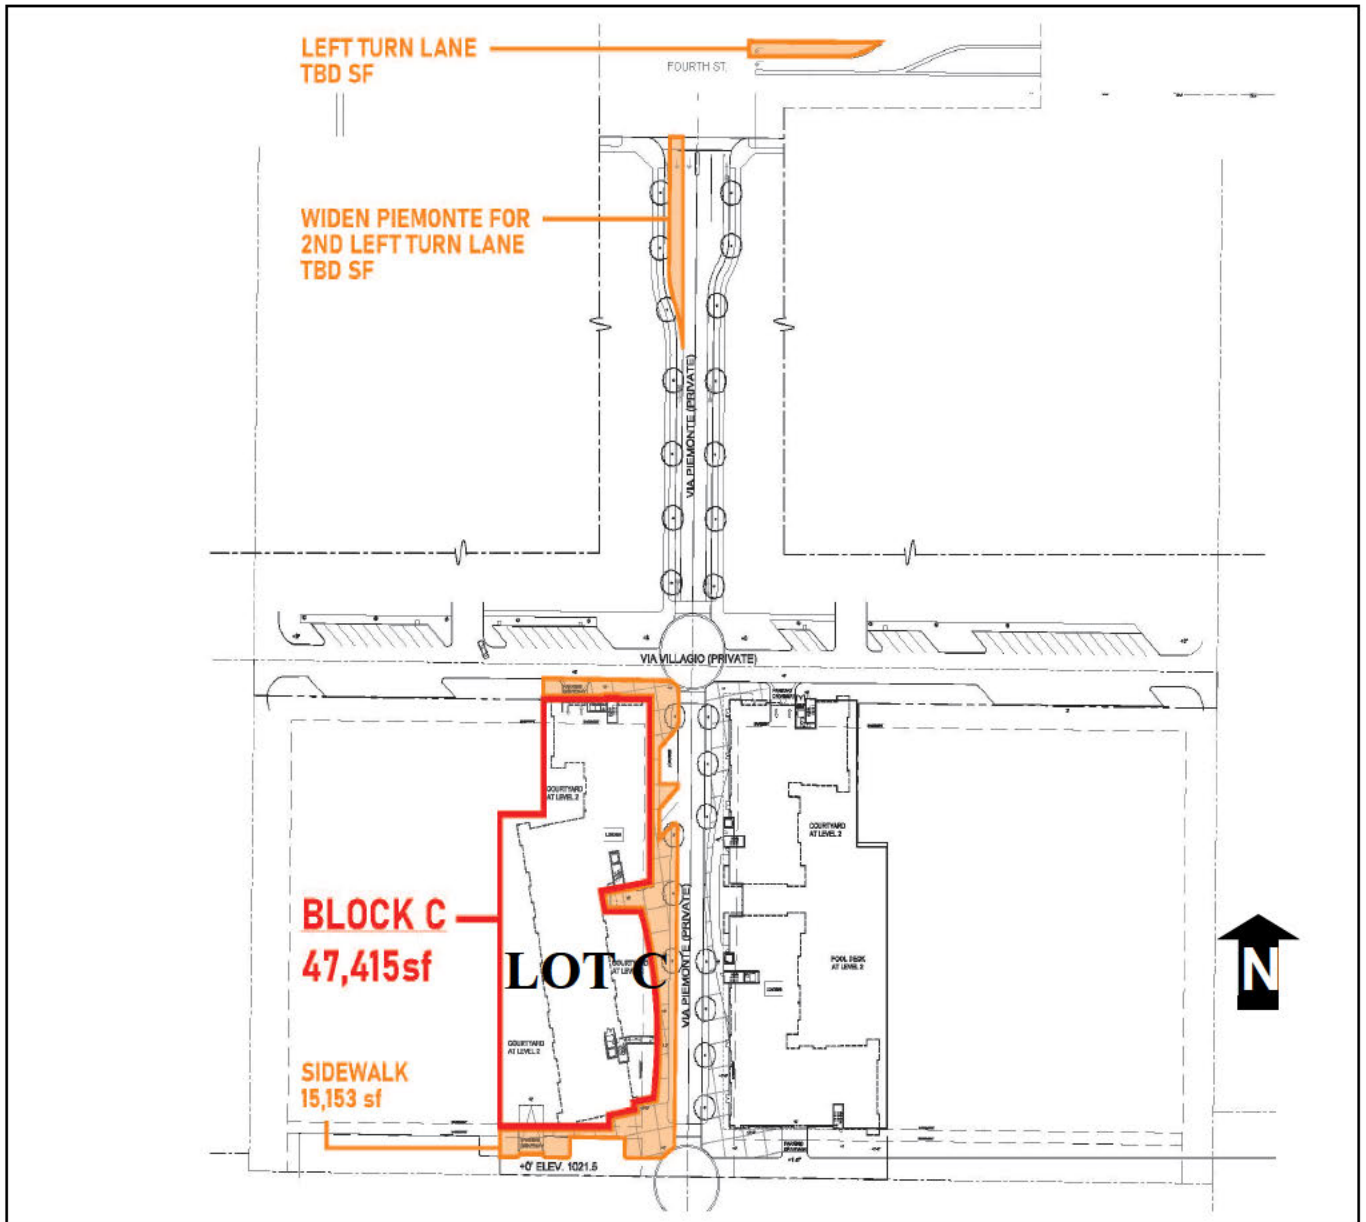 LEFT TURN LANE
TBD SF
FOURTH ST.
WIDEN PIEMONTE FOR
2ND LEFT TURN LANE
TBD SF
VIA PIEMONTE (PRIVATE)
VIA VILLAGIO (PRIVATE)
COURTYARD
AT LEVEL 2
COURTYARD
AT LEVEL 2
BLOCK C
47,415sf
LOT C
VIA PIEMONTE (PRIVATE)
POOL DECK
AT LEVEL 2
N
COURTYARD
AT LEVEL 2
SIDEWALK
15,153 sf
+0' ELEV. 1021.5